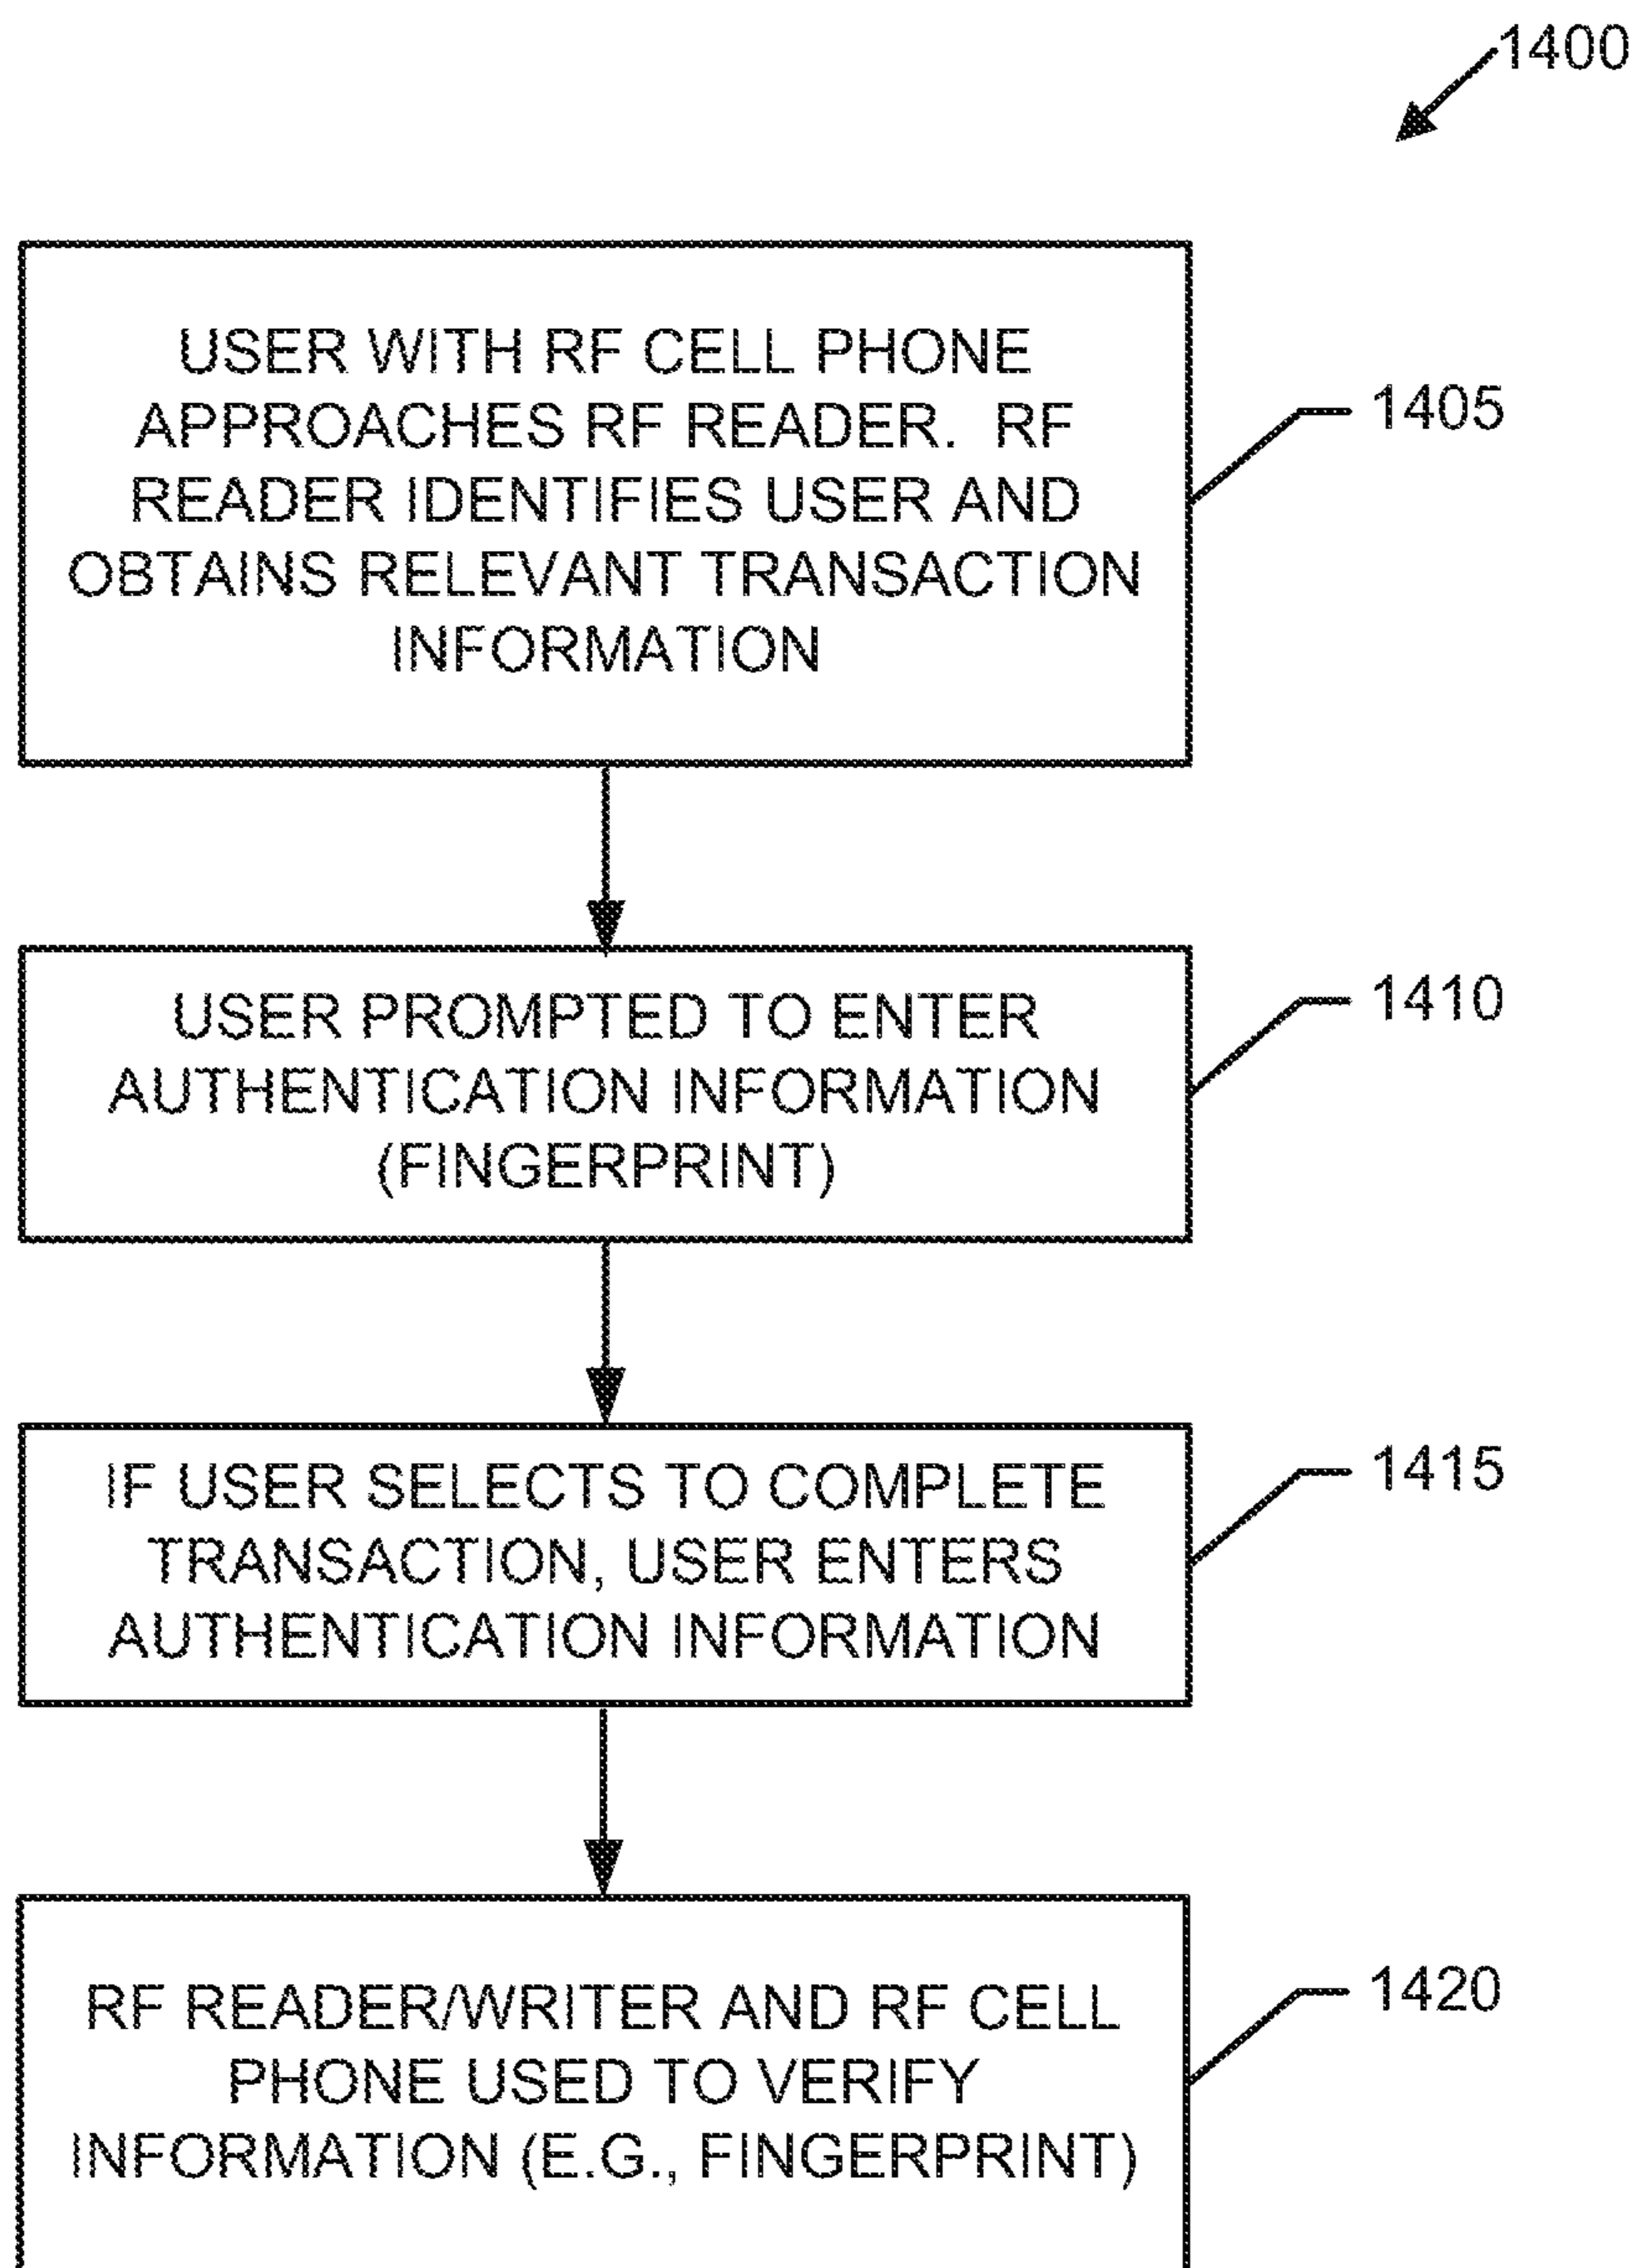 1400
USER WITH RF CELL PHONE
APPROACHES RF READER. RF
READER IDENTIFIES USER AND
OBTAINS RELEVANT TRANSACTION
INFORMATION
1405
USER PROMPTED TO ENTER
AUTHENTICATION INFORMATION
(FINGERPRINT)
1410
IF USER SELECTS TO COMPLETE
TRANSACTION, USER ENTERS
AUTHENTICATION INFORMATION
1415
RF READER/WRITER AND RF CELL
PHONE USED TO VERIFY
INFORMATION (E.G., FINGERPRINT)
1420